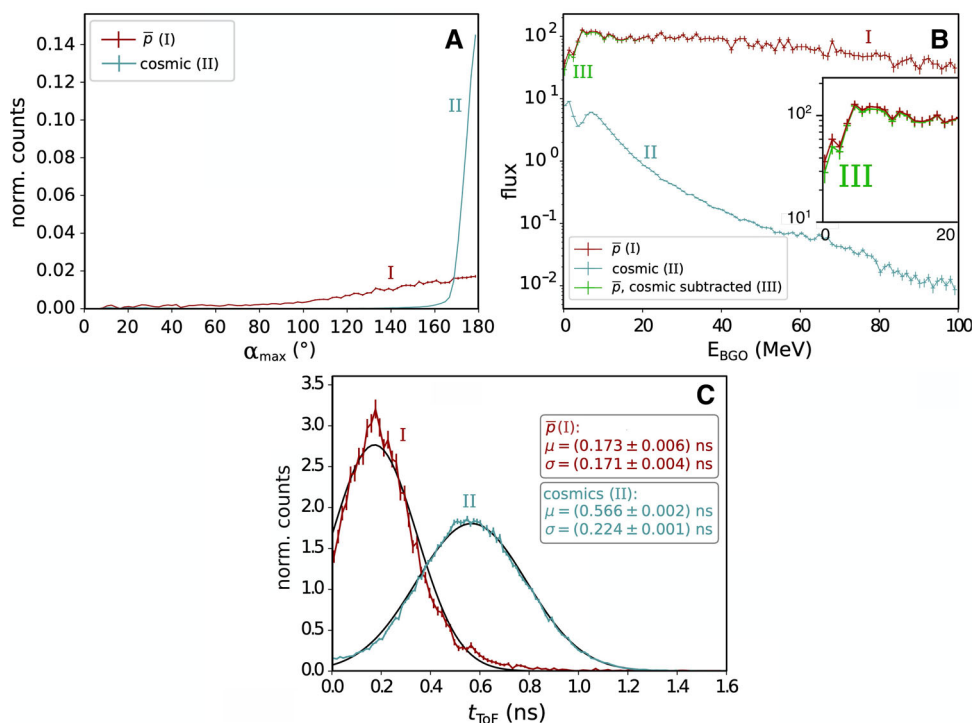 A
p̅ (I)
cosmic (II)
II
I
norm. counts
0.14
0.12
0.10
0.08
0.06
0.04
0.02
0.00
0 20 40 60 80 100 120 140 160 180
α_max (°)
B
I
III
II
flux
10²
10¹
10⁰
10⁻¹
10⁻²
p̅ (I)
cosmic (II)
p̅, cosmic subtracted (III)
0 20 40 60 80 100
E_BGO (MeV)
10²
III
10¹
0 20
C
I
II
p̅ (I):
μ = (0.173 ± 0.006) ns
σ = (0.171 ± 0.004) ns
cosmics (II):
μ = (0.566 ± 0.002) ns
σ = (0.224 ± 0.001) ns
norm. counts
3.5
3.0
2.5
2.0
1.5
1.0
0.5
0.0
0.0 0.2 0.4 0.6 0.8 1.0 1.2 1.4 1.6
t_ToF (ns)